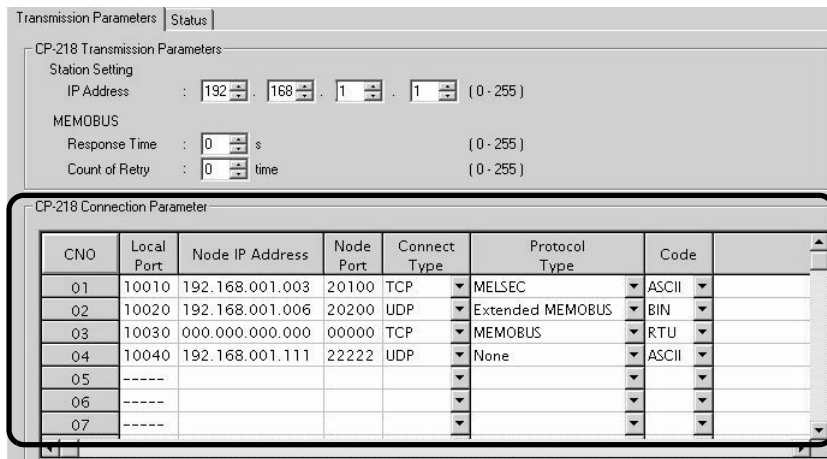 Transmission Parameters Status
CP-218 Transmission Parameters
Station Setting
IP Address : 192 . 168 . 1 . 1 ( 0 - 255 )
MEMOBUS
Response Time : 0 s ( 0 - 255 )
Count of Retry : 0 time ( 0 - 255 )
CP-218 Connection Parameter
CNO Local Port Node IP Address Node Port Connect Type Protocol Type Code
01 10010 192.168.001.003 20100 TCP MELSEC ASCII
02 10020 192.168.001.006 20200 UDP Extended MEMOBUS BIN
03 10030 000.000.000.000 00000 TCP MEMOBUS RTU
04 10040 192.168.001.111 22222 UDP None ASCII
05 -----
06 -----
07 -----